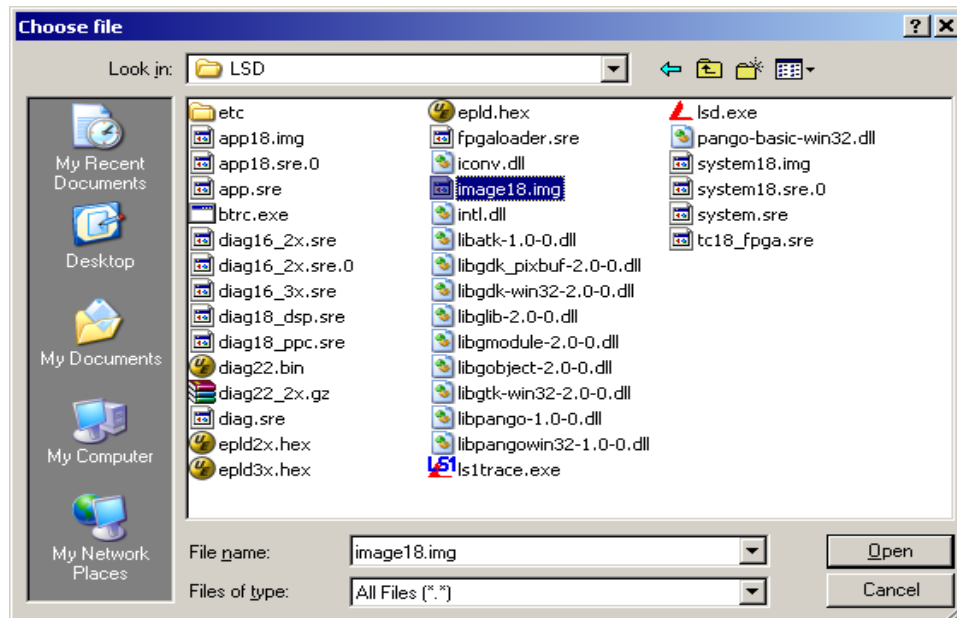 Choose file
Look in:
LSD
My Recent
Documents
Desktop
My Documents
My Computer
My Network
Places
etc
app18.img
app18.sre.0
app.sre
btrc.exe
diag16_2x.sre
diag16_2x.sre.0
diag16_3x.sre
diag18_dsp.sre
diag18_ppc.sre
diag22.bin
diag22_2x.gz
diag.sre
epld2x.hex
epld3x.hex
epld.hex
fpgaloader.sre
iconv.dll
image18.img
intl.dll
libatk-1.0-0.dll
libgdk_pixbuf-2.0-0.dll
libgdk-win32-2.0-0.dll
libglib-2.0-0.dll
libgmodule-2.0-0.dll
libgobject-2.0-0.dll
libgtk-win32-2.0-0.dll
libpango-1.0-0.dll
libpangowin32-1.0-0.dll
LS1 ls1trace.exe
lsd.exe
pango-basic-win32.dll
system18.img
system18.sre.0
system.sre
tc18_fpga.sre
File name:
image18.img
Open
Files of type:
All Files (*.*)
Cancel